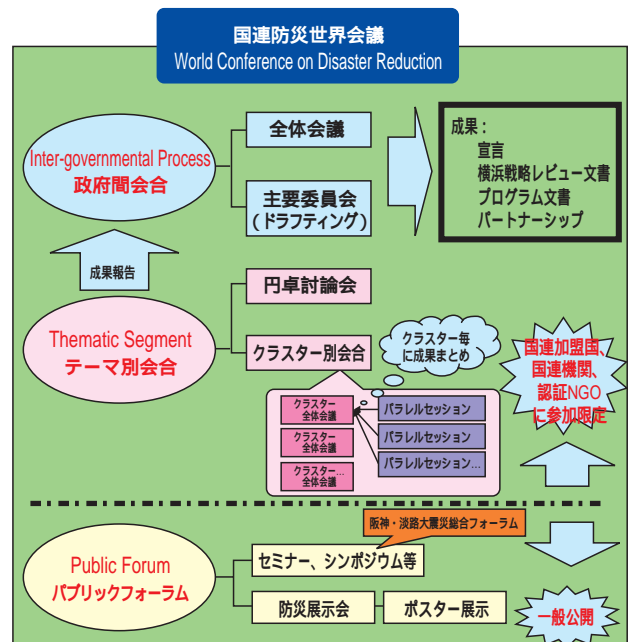 国連防災世界会議
World Conference on Disaster Reduction
Inter-governmental Process
政府間会合
全体会議
主要委員会
(ドラフティング)
成果:
宣言
横浜戦略レビュー文書
プログラム文書
パートナーシップ
成果報告
Thematic Segment
テーマ別会合
円卓討論会
クラスター別会合
クラスター毎
に成果まとめ
国連加盟国、
国連機関、
認証NGO
に参加限定
クラスター
全体会議
クラスター
全体会議
クラスター…
全体会議
パラレルセッション
パラレルセッション
パラレルセッション…
阪神・淡路大震災総合フォーラム
Public Forum
パブリックフォーラム
セミナー、シンポジウム等
防災展示会
ポスター展示
一般公開